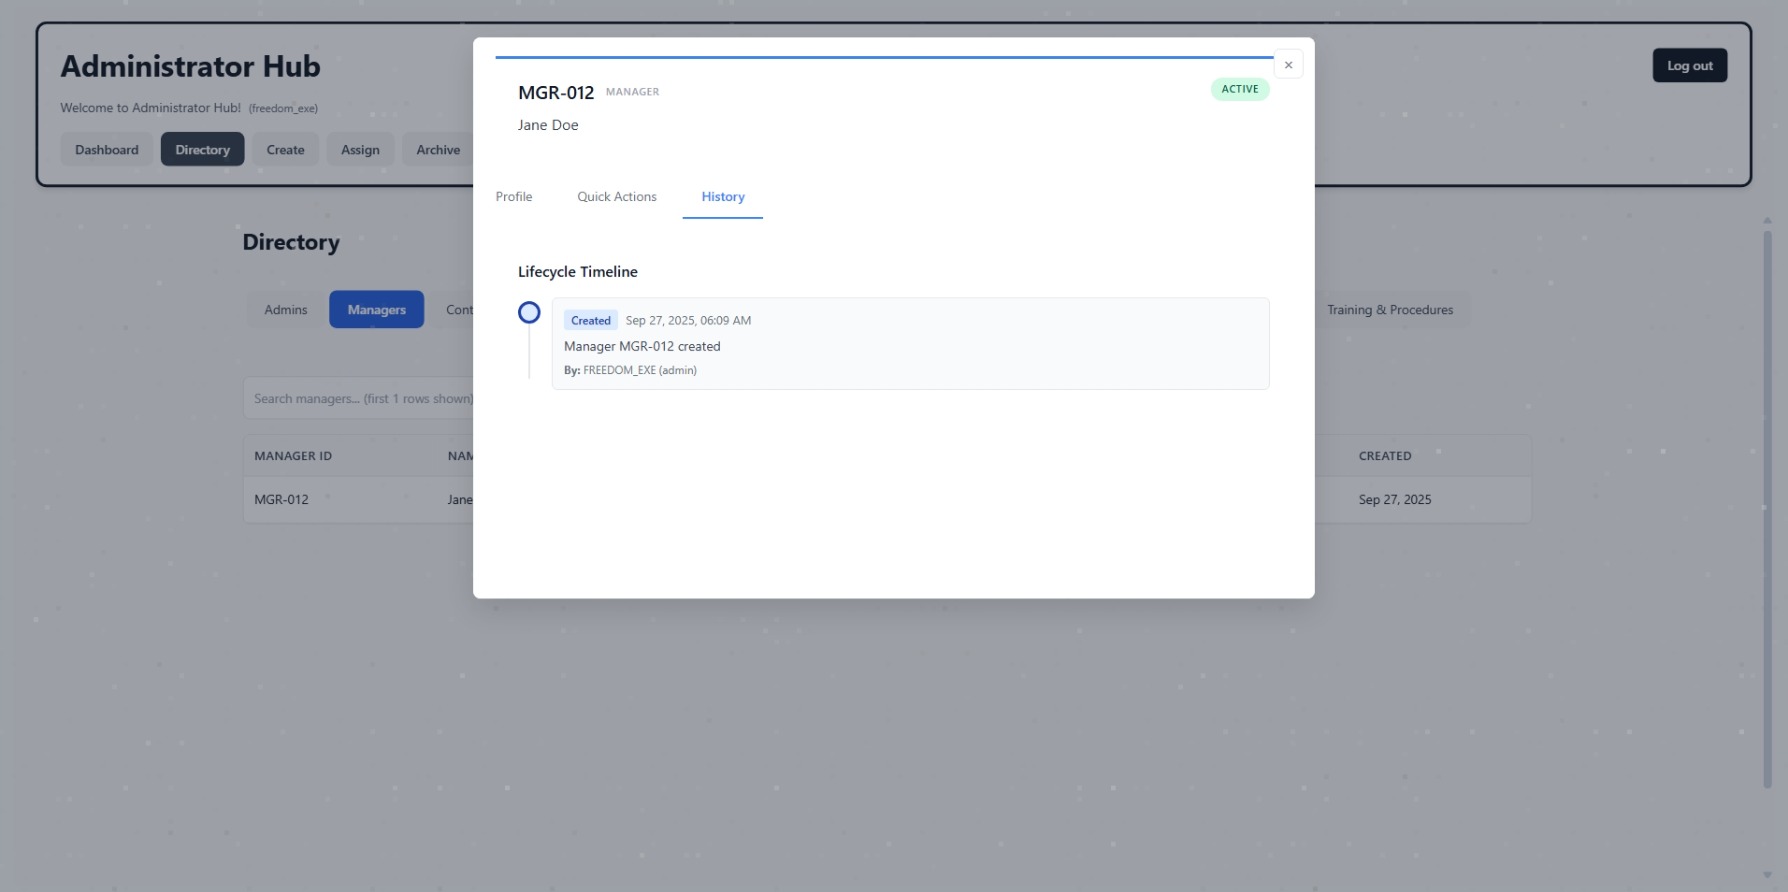 Administrator Hub
Log out
Welcome to Administrator Hub! (freedom_exe)
Dashboard
Directory
Create
Assign
Archive
×
MGR-012 MANAGER
ACTIVE
Jane Doe
Profile
Quick Actions
History
Lifecycle Timeline
Created Sep 27, 2025, 06:09 AM
Manager MGR-012 created
By: FREEDOM_EXE (admin)
Directory
Admins
Managers
Cont
Training & Procedures
Search managers... (first 1 rows shown)
MANAGER ID
NAM
CREATED
MGR-012
Jane
Sep 27, 2025